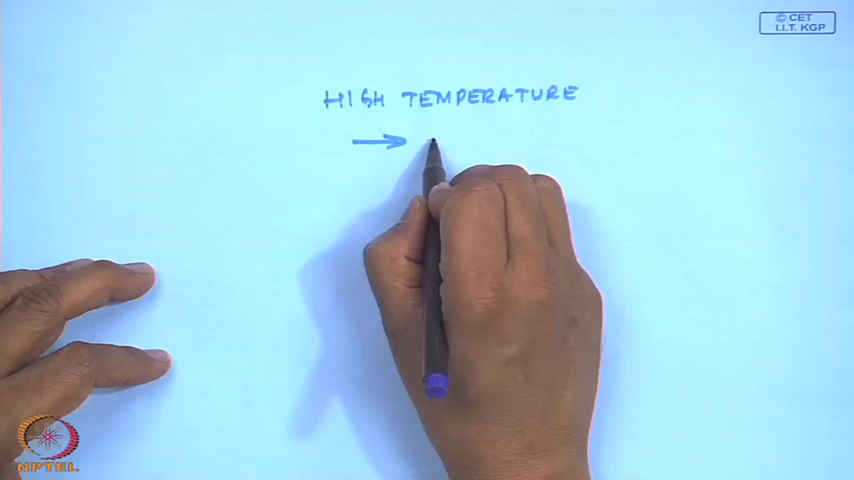 © CET
I.I.T. KGP
HIGH TEMPERATURE
→
NPTEL